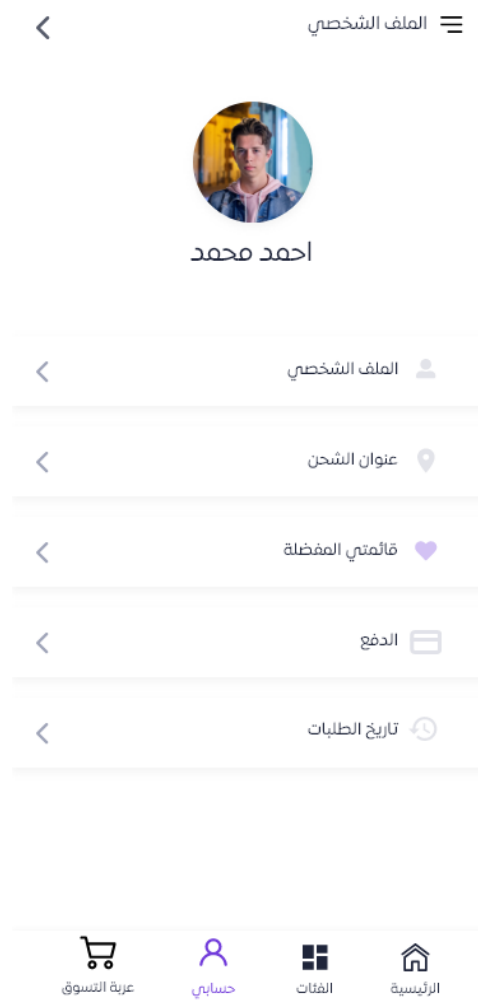 الملف الشخصي
احمد محمد
الملف الشخصي
عنوان الشحن
قائمتي المفضلة
الدفع
تاريخ الطلبات
الرئيسية
الفئات
حسابي
عربة التسوق